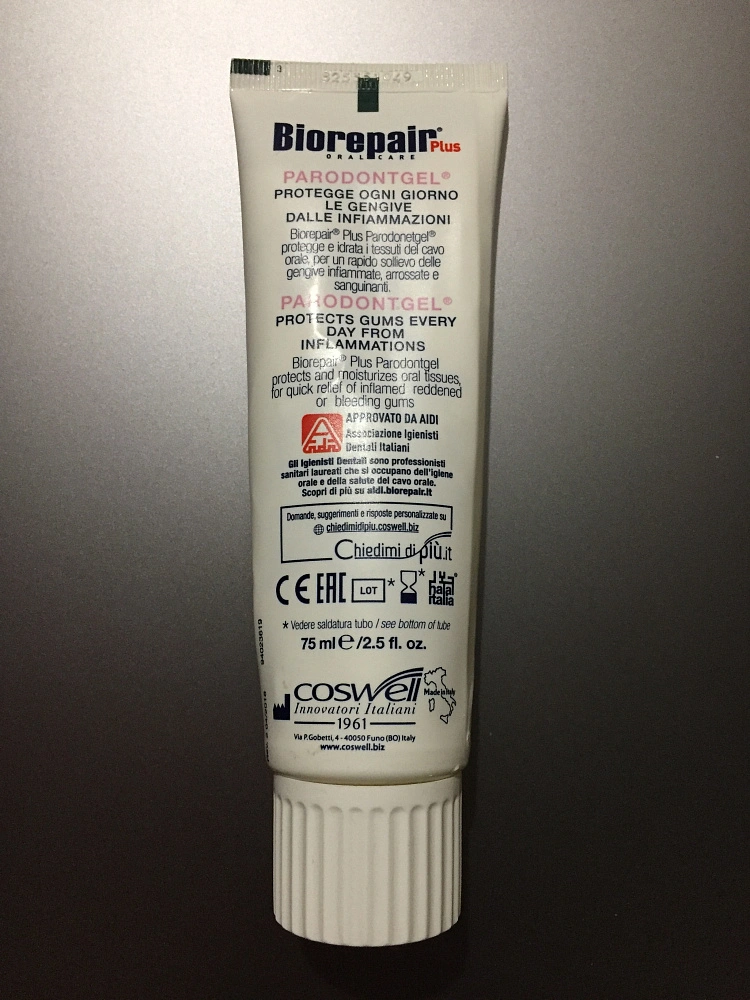 3
Biorepair® Plus
ORAL CARE
PARODONTGEL®
PROTEGGE OGNI GIORNO
LE GENGIVE
DALLE INFIAMMAZIONI
Biorepair® Plus Parodonetgel®
protegge e idrata i tessuti del cavo
orale, per un rapido sollievo delle
gengive infiammate, arrossate e
sanguinanti.
PARODONTGEL®
PROTECTS GUMS EVERY
DAY FROM
INFLAMMATIONS
Biorepair® Plus Parodontgel
protects and moisturizes oral tissues,
for quick relief of inflamed, reddened
or bleeding gums
APPROVATO DA AIDI
Associazione Igienisti
Dentali Italiani
Gli Igienisti Dentali sono professionisti
sanitari laureati che si occupano dell'igiene
orale e della salute del cavo orale.
Scopri di più su aidi.biorepair.it
Domande, suggerimenti e risposte personalizzate su
chiedimidipiu.coswell.biz
Chiedimi di più.it
CE EAC LOT * *
halal
italia
* Vedere saldatura tubo / see bottom of tube
75 ml e /2.5 fl. oz.
94023619
coswell
Made in Italy
Innovatori Italiani
1961
Via P.Gobetti, 4 - 40050 Funo (BO) Italy
www.coswell.biz